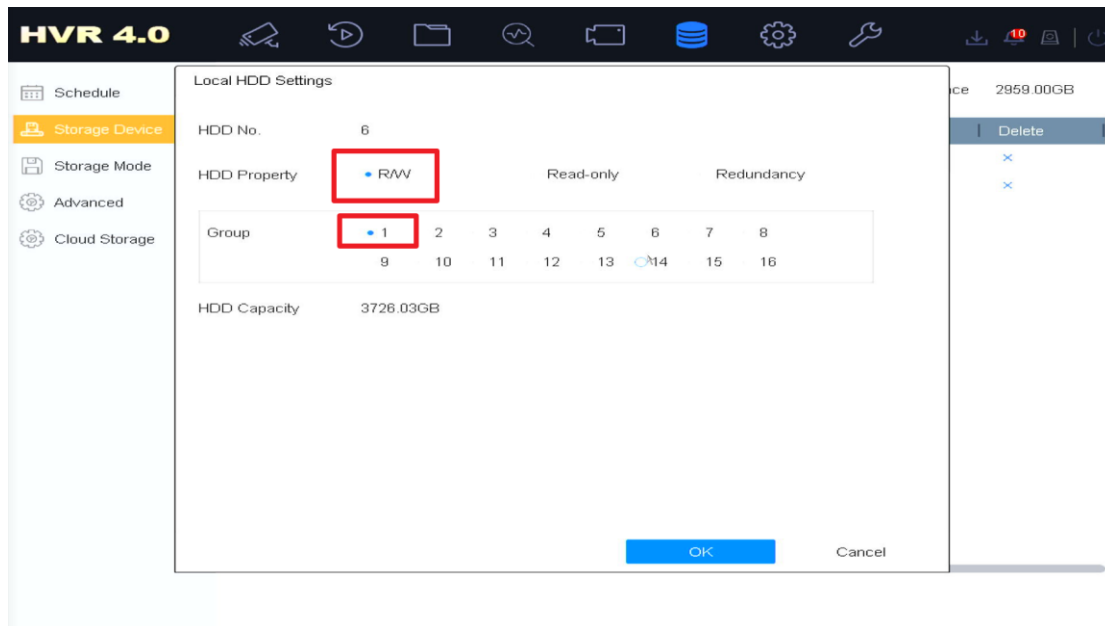 HVR 4.0
10
Schedule
Storage Device
Storage Mode
Advanced
Cloud Storage
Local HDD Settings
HDD No. 6
HDD Property R/W Read-only Redundancy
Group 1 2 3 4 5 6 7 8
9 10 11 12 13 14 15 16
HDD Capacity 3726.03GB
OK Cancel
2959.00GB
Delete